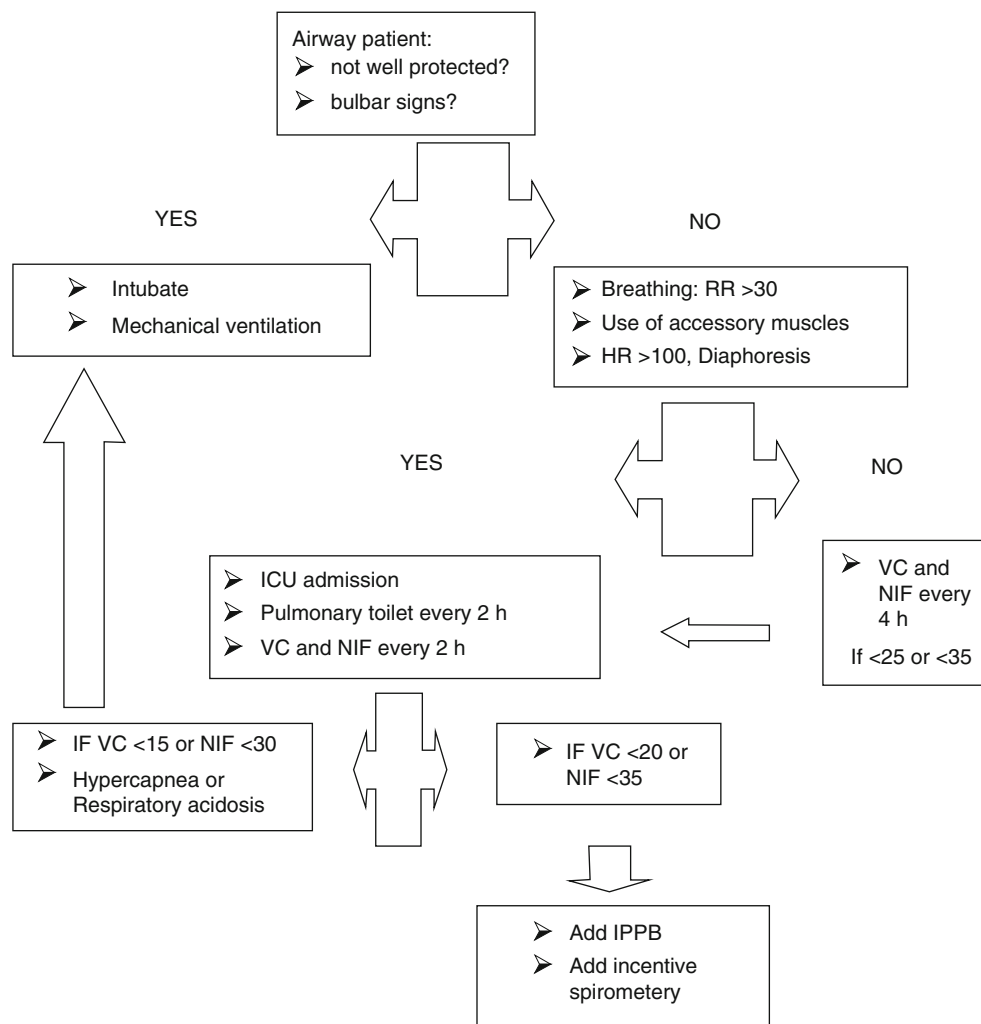 Airway patient:
➢ not well protected?
➢ bulbar signs?
YES
NO
➢ Intubate
➢ Mechanical ventilation
➢ Breathing: RR >30
➢ Use of accessory muscles
➢ HR >100, Diaphoresis
YES
NO
➢ ICU admission
➢ Pulmonary toilet every 2 h
➢ VC and NIF every 2 h
➢ VC and
NIF every
4 h
If <25 or <35
➢ IF VC <15 or NIF <30
➢ Hypercapnea or
Respiratory acidosis
➢ IF VC <20 or
NIF <35
➢ Add IPPB
➢ Add incentive
spirometery